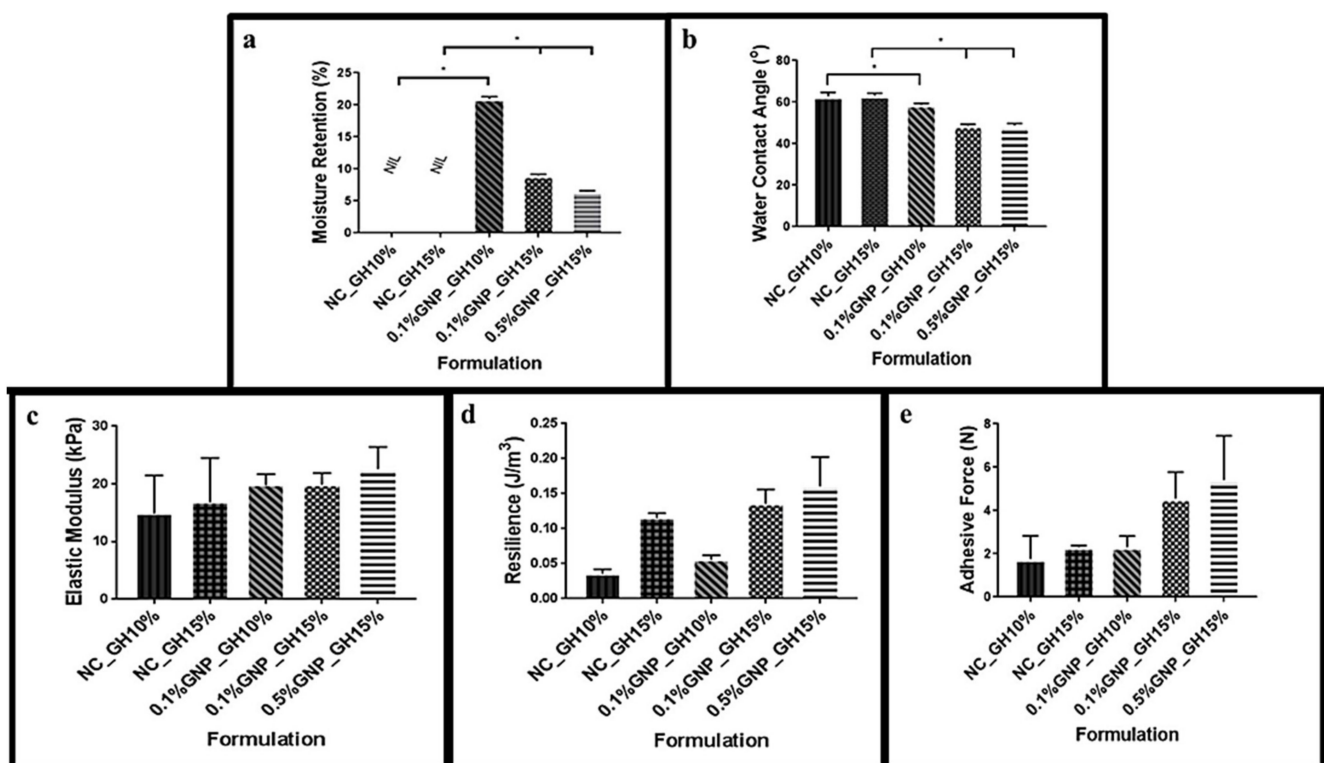 a
*
*
Moisture Retention (%)
25
20
15
10
5
0
N/L
N/L
NC_GH10%
NC_GH15%
0.1%GNP_GH10%
0.1%GNP_GH15%
0.5%GNP_GH15%
Formulation
b
*
*
Water Contact Angle (°)
80
60
40
20
0
NC_GH10%
NC_GH15%
0.1%GNP_GH10%
0.1%GNP_GH15%
0.5%GNP_GH15%
Formulation
c
Elastic Modulus (kPa)
30
20
10
0
NC_GH10%
NC_GH15%
0.1%GNP_GH10%
0.1%GNP_GH15%
0.5%GNP_GH15%
Formulation
d
Resilience (J/m³)
0.25
0.20
0.15
0.10
0.05
0.00
NC_GH10%
NC_GH15%
0.1%GNP_GH10%
0.1%GNP_GH15%
0.5%GNP_GH15%
Formulation
e
Adhesive Force (N)
8
6
4
2
0
NC_GH10%
NC_GH15%
0.1%GNP_GH10%
0.1%GNP_GH15%
0.5%GNP_GH15%
Formulation